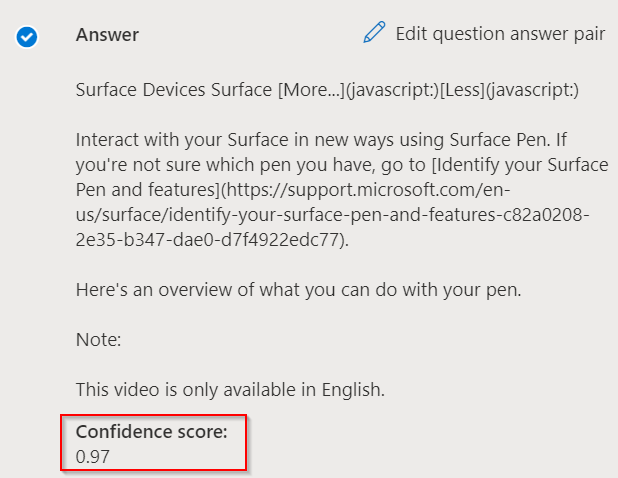 Answer
Edit question answer pair
Surface Devices Surface [More...](javascript:)[Less](javascript:)
Interact with your Surface in new ways using Surface Pen. If
you're not sure which pen you have, go to [Identify your Surface
Pen and features](https://support.microsoft.com/en-
us/surface/identify-your-surface-pen-and-features-c82a0208-
2e35-b347-dae0-d7f4922edc77).
Here's an overview of what you can do with your pen.
Note:
This video is only available in English.
Confidence score:
0.97